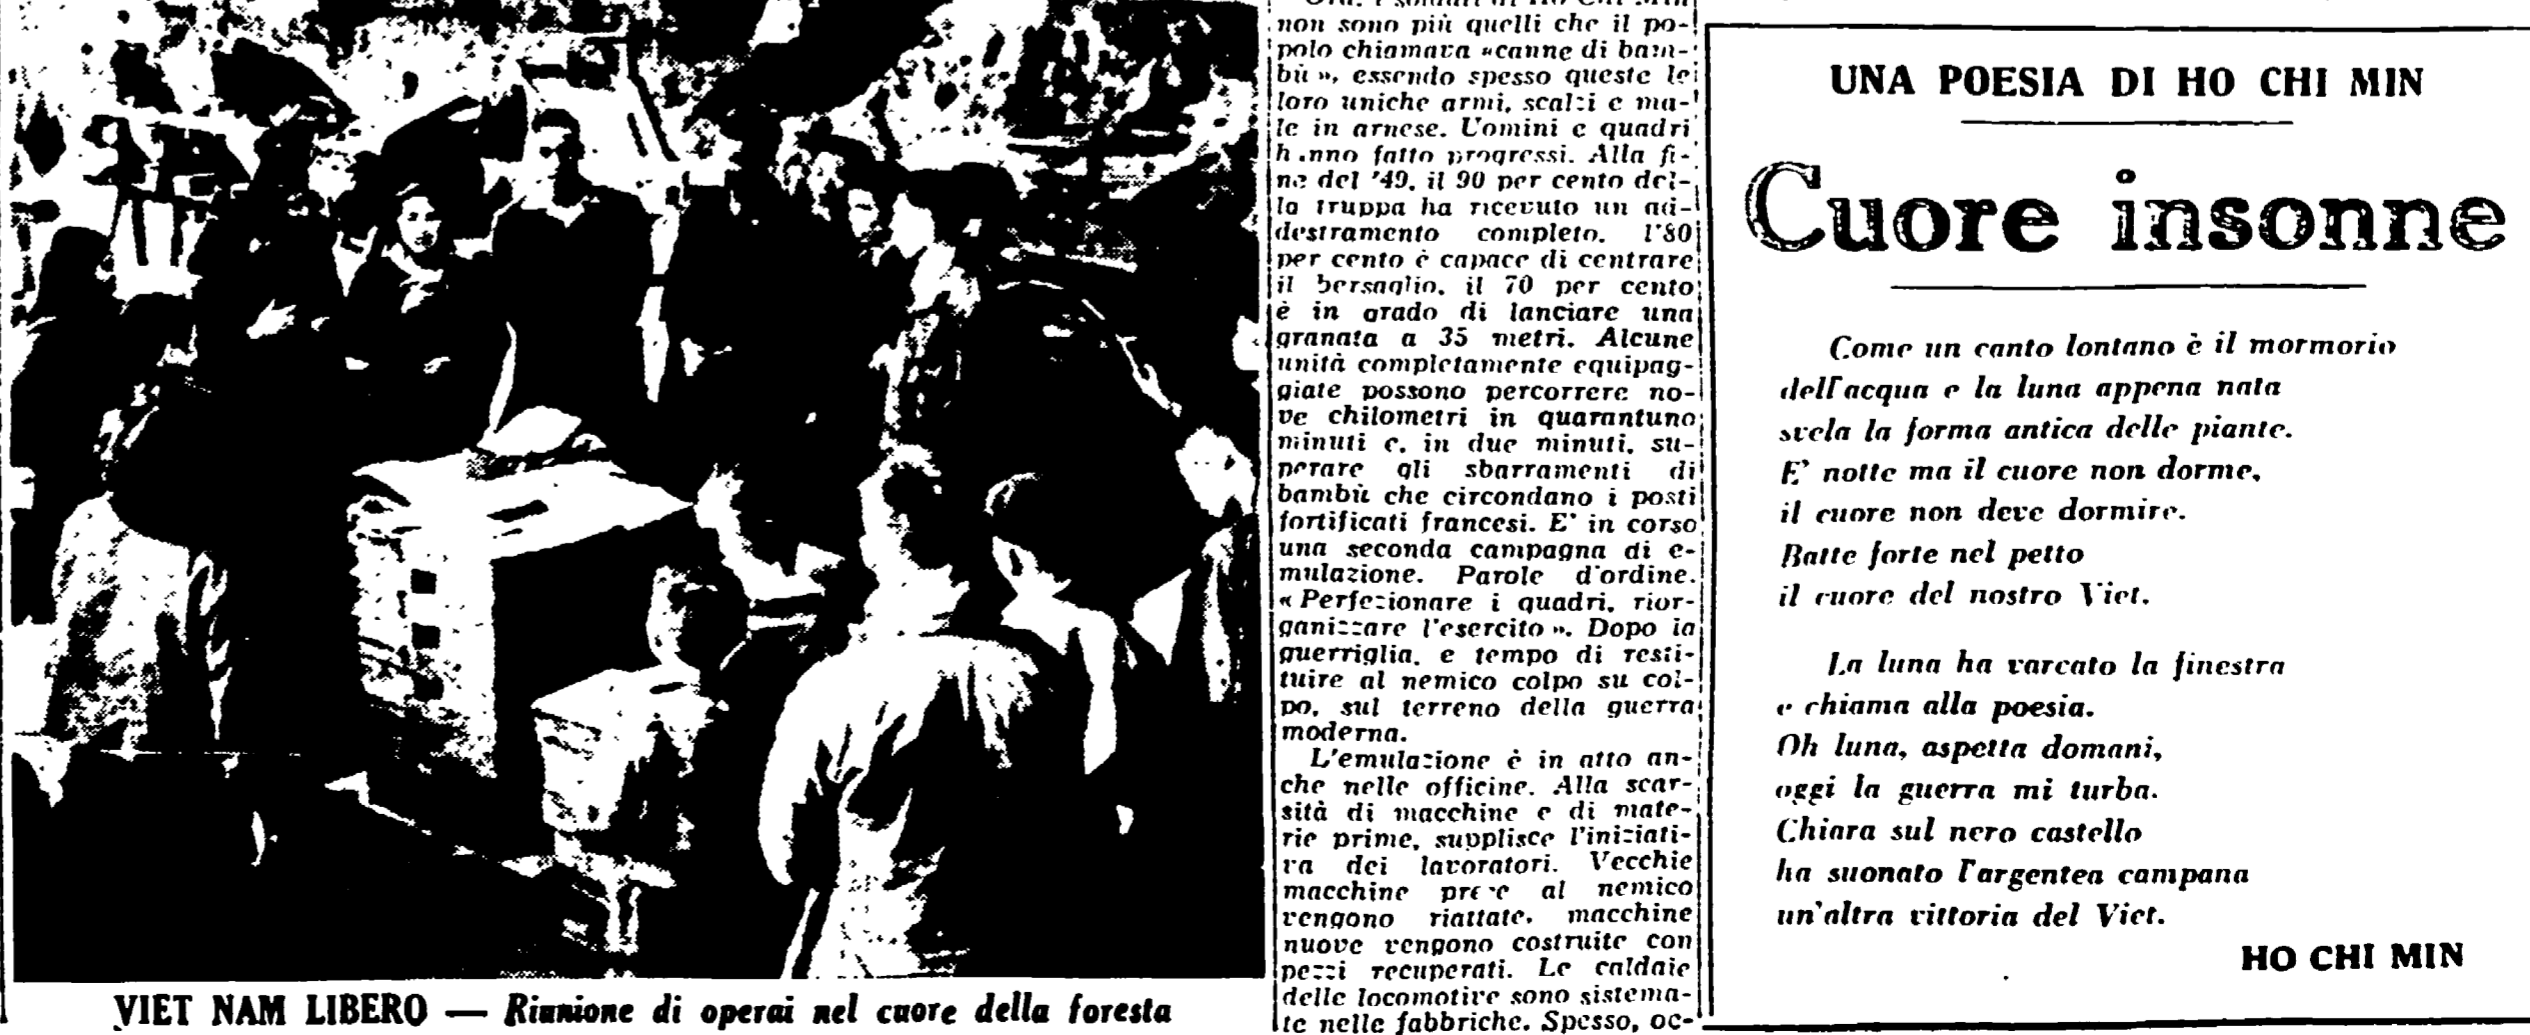 VIET NAM LIBERO — Riunione di operai nel cuore della foresta
non sono più quelli che il po-
polo chiamava «canne di bam-
bù», essendo spesso queste le
loro uniche armi, scalzi e ma-
le in arnese. Uomini e quadri
hanno fatto progressi. Alla fi-
ne del '49, il 90 per cento del-
la truppa ha ricevuto un ad-
destramento completo, l'80
per cento è capace di centrare
il bersaglio, il 70 per cento
è in grado di lanciare una
granata a 35 metri. Alcune
unità completamente equipag-
giate possono percorrere no-
ve chilometri in quarantuno
minuti e, in due minuti, su-
perare gli sbarramenti di
bambù che circondano i posti
fortificati francesi. E' in corso
una seconda campagna di e-
mulazione. Parole d'ordine.
«Perfezionare i quadri, rior-
ganizzare l'esercito». Dopo la
guerriglia, e tempo di resti-
tuire al nemico colpo su col-
po, sul terreno della guerra
moderna.
L'emulazione è in atto an-
che nelle officine. Alla scar-
sità di macchine e di mate-
rie prime, supplisce l'iniziati-
va dei lavoratori. Vecchie
macchine prese al nemico
vengono riattate, macchine
nuove vengono costruite con
pezzi recuperati. Le caldaie
delle locomotive sono sistema-
te nelle fabbriche. Spesso, oc-
UNA POESIA DI HO CHI MIN
Cuore insonne
Come un canto lontano è il mormorio
dell'acqua e la luna appena nata
svela la forma antica delle piante.
E' notte ma il cuore non dorme,
il cuore non deve dormire.
Batte forte nel petto
il cuore del nostro Viet.
La luna ha varcato la finestra
e chiama alla poesia.
Oh luna, aspetta domani,
oggi la guerra mi turba.
Chiara sul nero castello
ha suonato l'argentea campana
un'altra vittoria del Viet.
HO CHI MIN